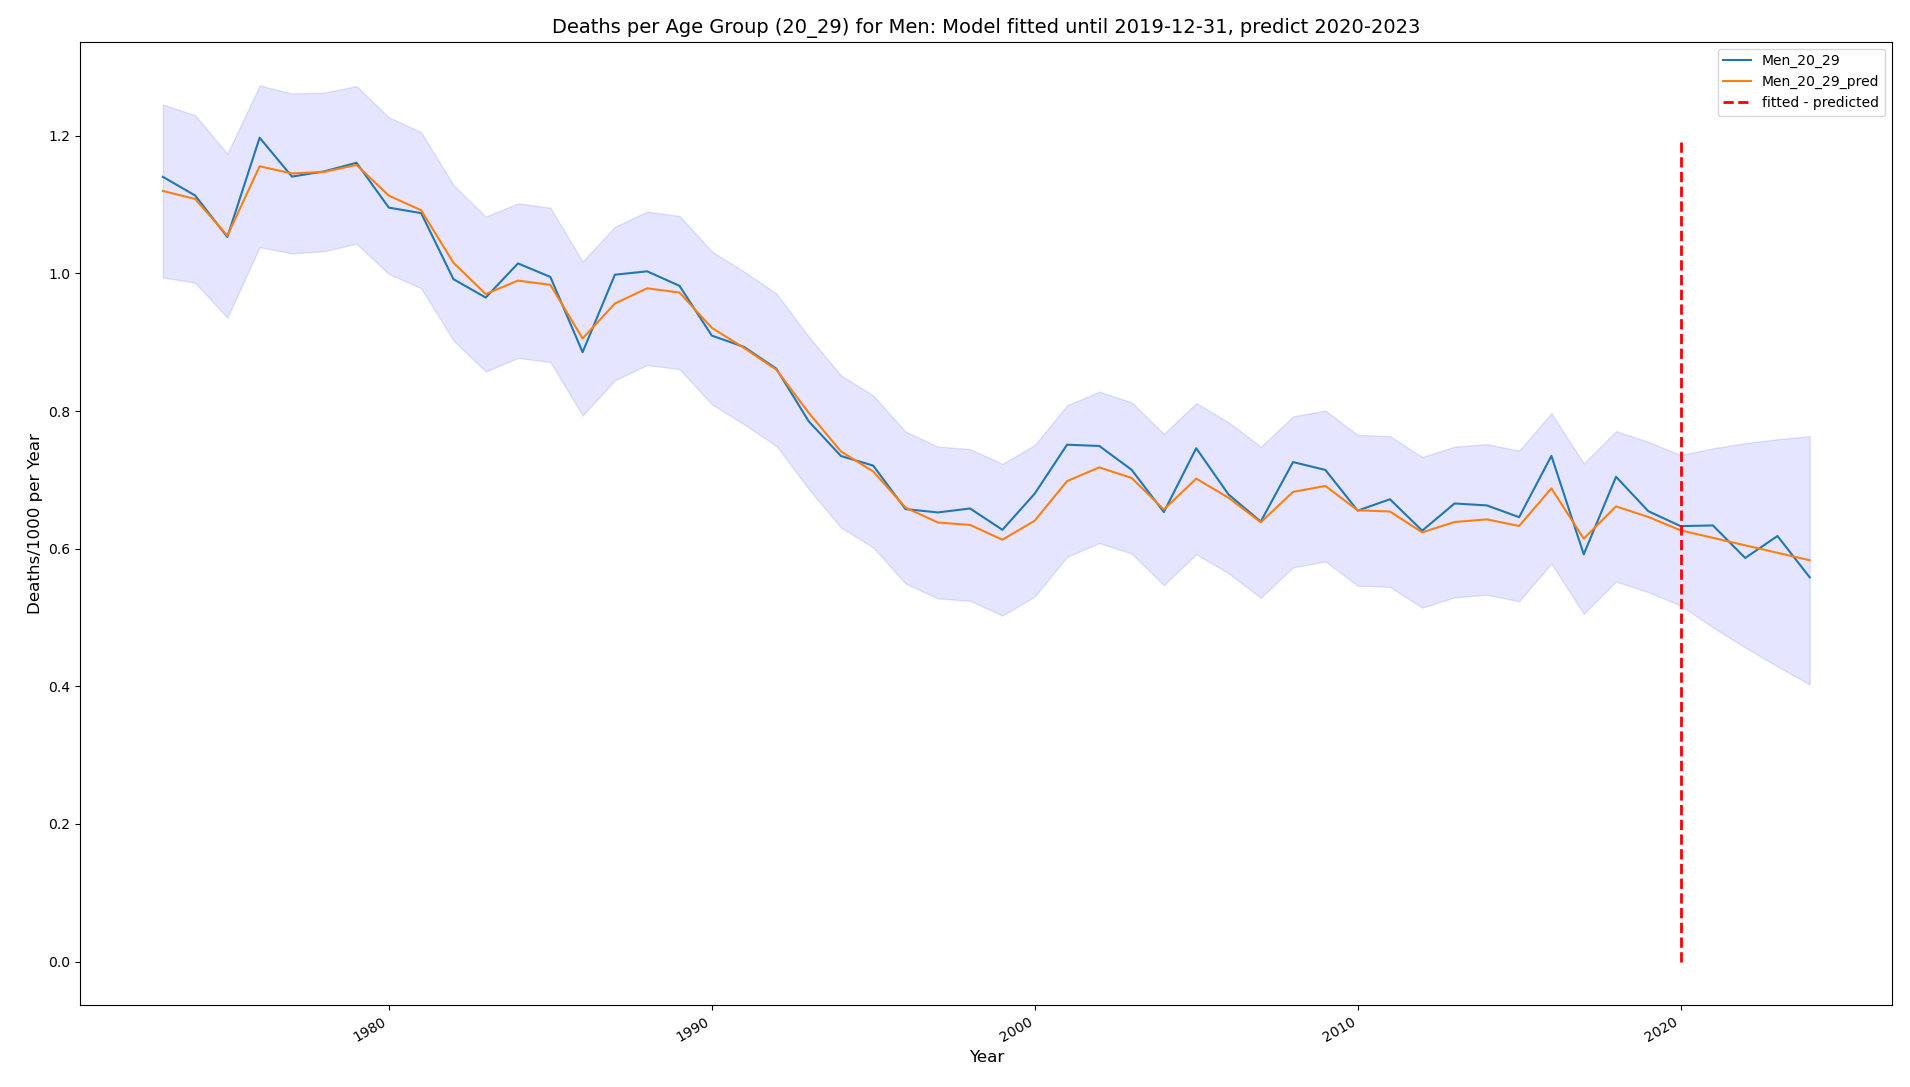 Deaths per Age Group (20_29) for Men: Model fitted until 2019-12-31, predict 2020-2023
Men_20_29
Men_20_29_pred
fitted - predicted
Deaths/1000 per Year
1.2
1.0
0.8
0.6
0.4
0.2
0.0
1980
1990
2000
2010
2020
Year